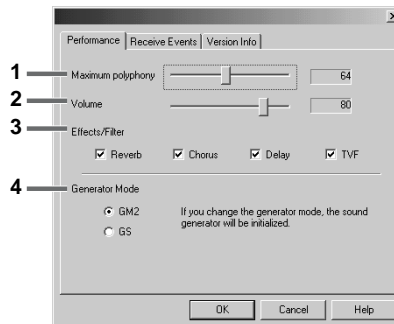 Performance Receive Events Version Info
1 Maximum polyphony 64
2 Volume 80
3 Effects/Filter
Reverb Chorus Delay TVF
4 Generator Mode
GM2 If you change the generator mode, the sound
generator will be initialized.
GS
OK Cancel Help